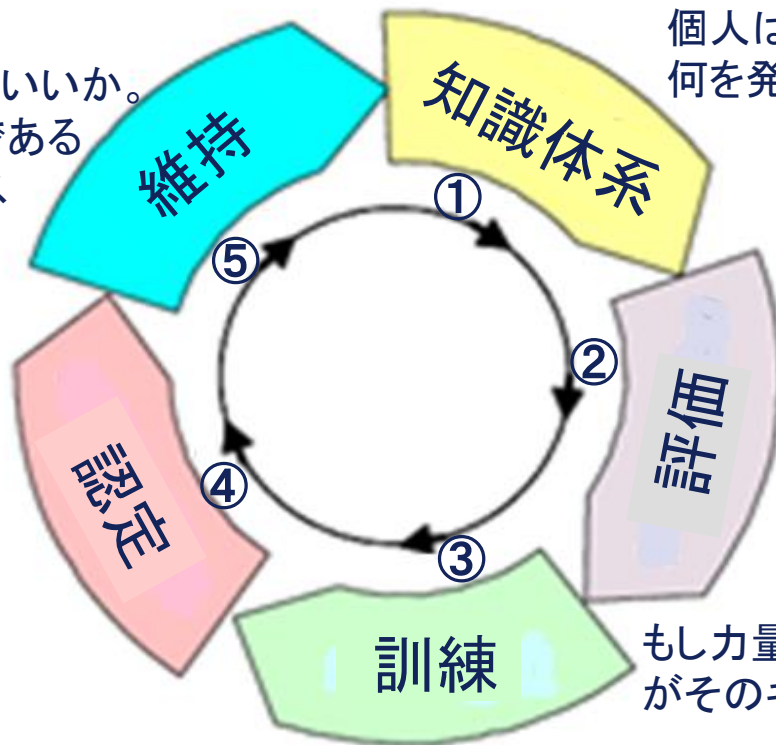 個人は
何を発
いいか。
ある
維持
知識体系
①
②
③
④
⑤
評価
認定
訓練
もし力量
がそのキ